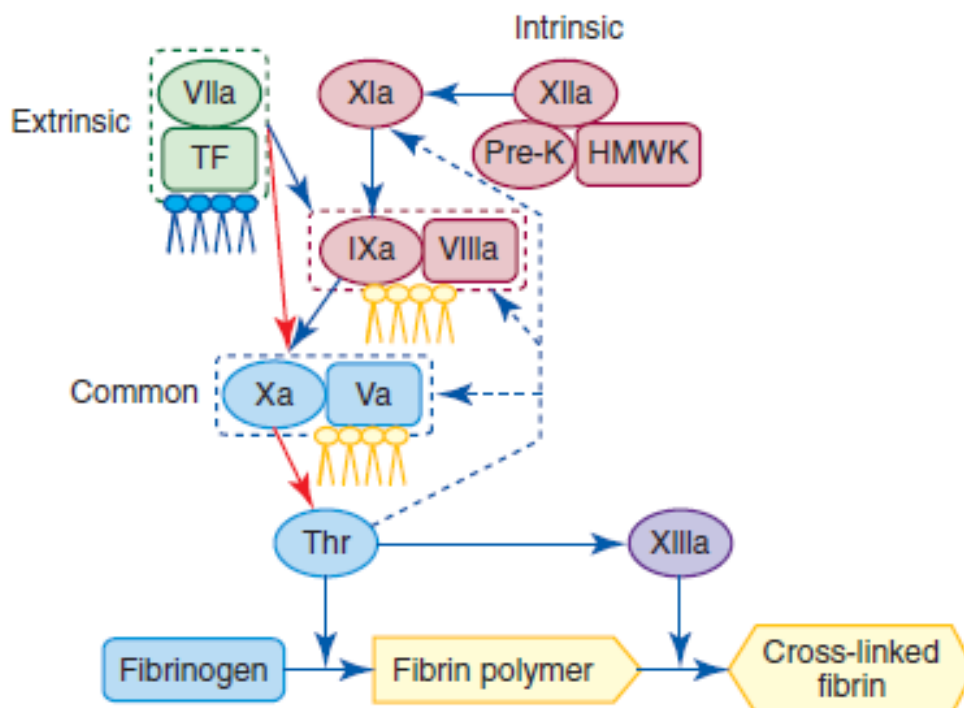 Intrinsic
VIIa
XIa
XIIa
Extrinsic
TF
Pre-K
HMWK
IXa
VIIIa
Common
Xa
Va
Thr
XIIIa
Fibrinogen
Fibrin polymer
Cross-linked
fibrin